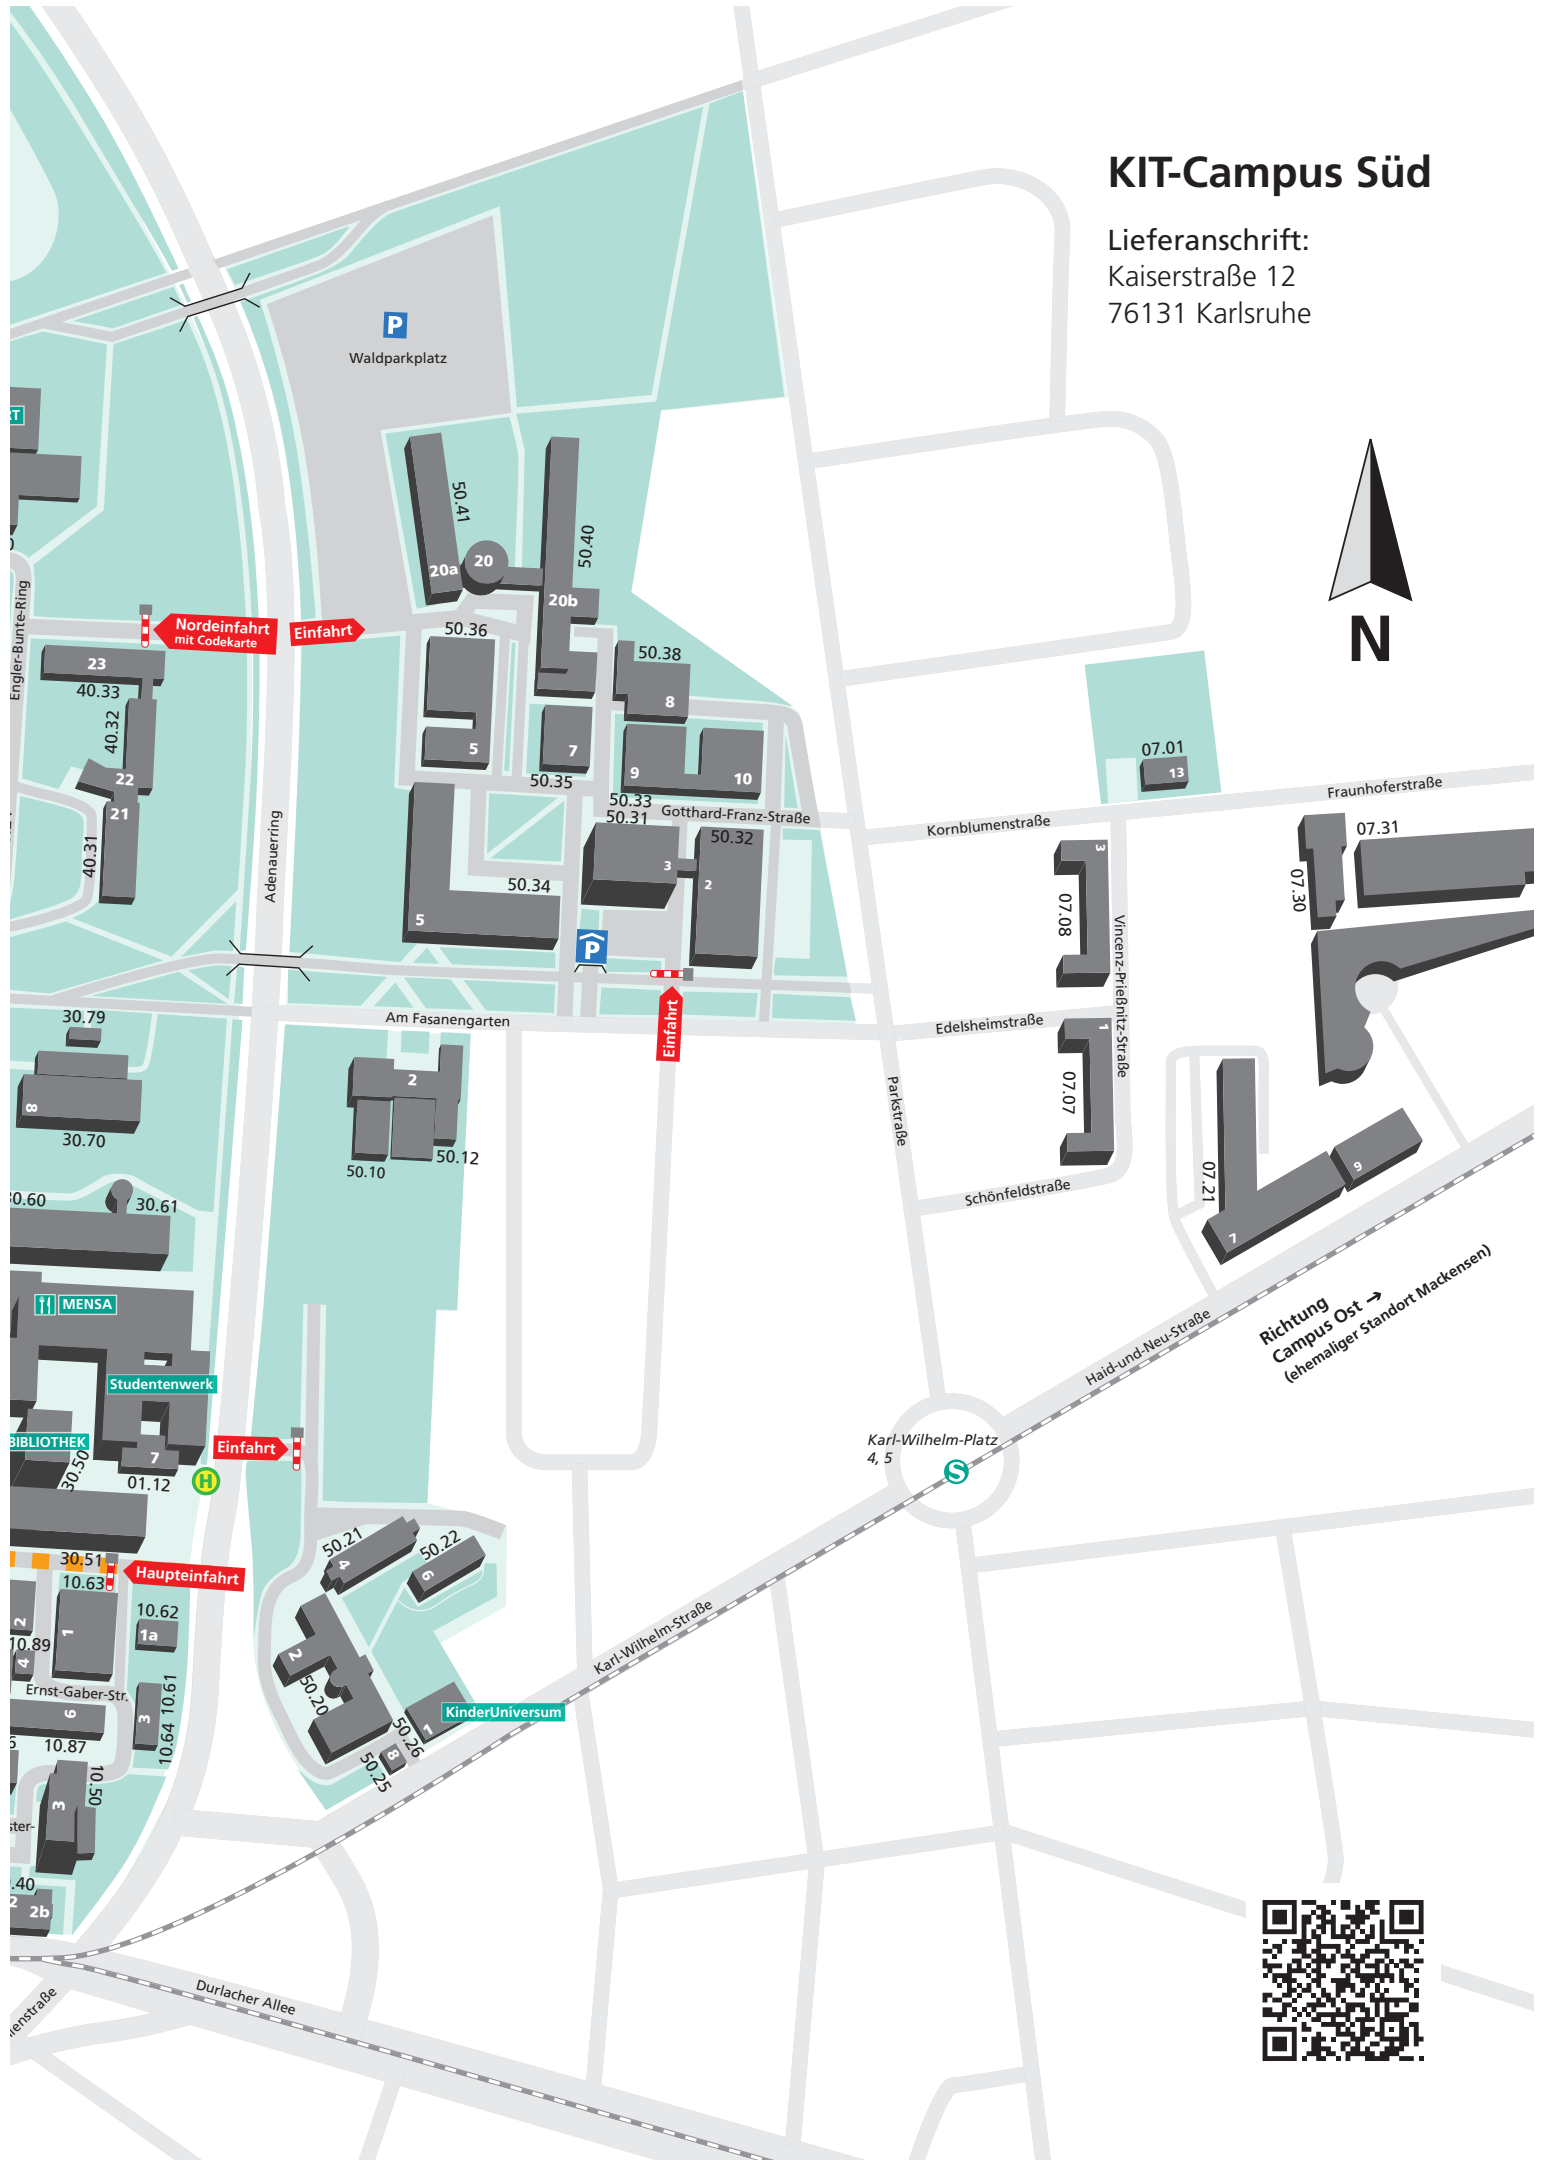 KIT-Campus Süd
Lieferanschrift:
Kaiserstraße 12
76131 Karlsruhe
N
P
Waldparkplatz
50.41
50.40
20
20a
20b
Engler-Bunte-Ring
Nordeinfahrt
mit Codekarte
Einfahrt
50.36
50.38
23
40.33
40.32
8
5
7
9
10
22
21
40.31
50.35
50.33
50.31
Gotthard-Franz-Straße
50.32
07.01
13
Fraunhoferstraße
Kornblumenstraße
07.31
07.30
Adenauerring
3
2
50.34
5
P
3
07.08
Vincenz-Prießnitz-Straße
Am Fasanengarten
Einfahrt
Edelsheimstraße
1
07.07
30.79
8
30.70
2
50.10
50.12
Parkstraße
Schönfeldstraße
07.21
9
7
30.61
MENSA
Studentenwerk
BIBLIOTHEK
30.50
7
01.12
H
Einfahrt
Richtung
Campus Ost →
(ehemaliger Standort Mackensen)
Haid-und-Neu-Straße
Karl-Wilhelm-Platz
4, 5
S
30.51
10.63
Haupteinfahrt
50.21
4
50.22
6
10.62
1a
2
1
10.89
4
Ernst-Gaber-Str.
6
10.87
3
10.64 10.61
2
50.20
50.26
1
KinderUniversum
8
50.25
Karl-Wilhelm-Straße
10.50
3
2b
Durlacher Allee